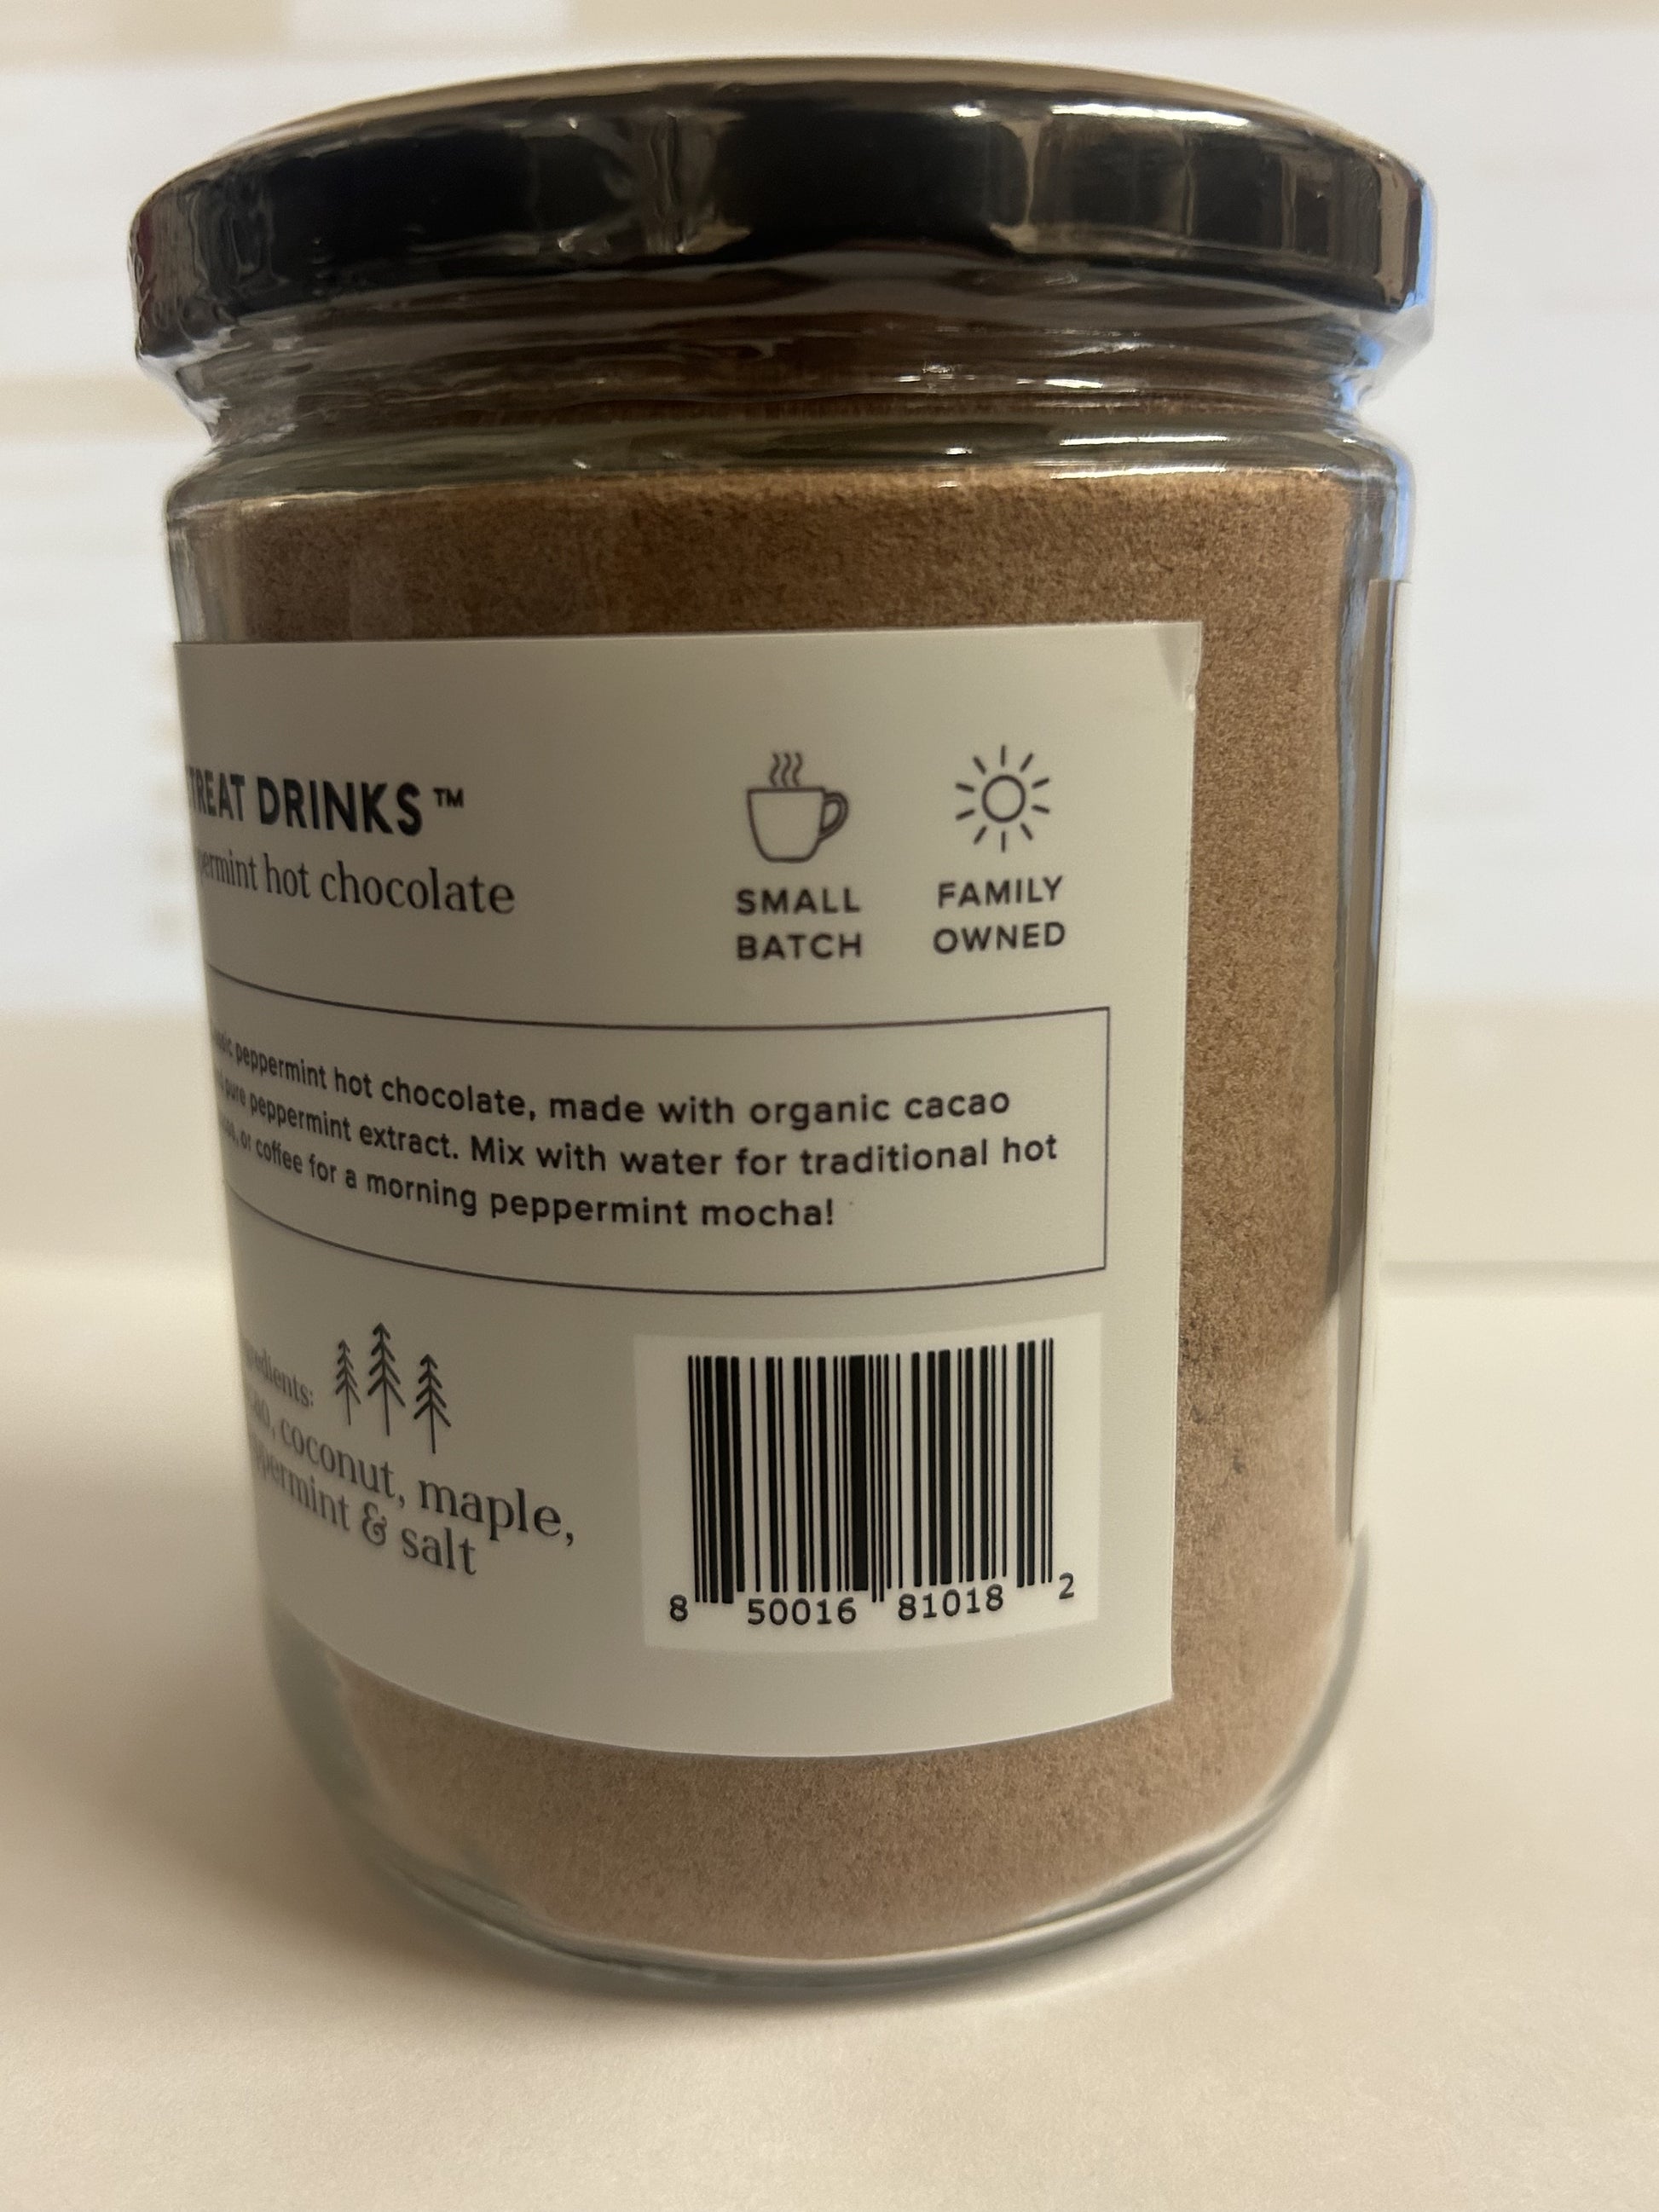 TREAT DRINKS™
permint hot chocolate
SMALL
BATCH
FAMILY
OWNED
peppermint hot chocolate, made with organic cacao
pure peppermint extract. Mix with water for traditional hot
or coffee for a morning peppermint mocha!
edients:
coconut, maple,
permint & salt
8 50016 81018 2